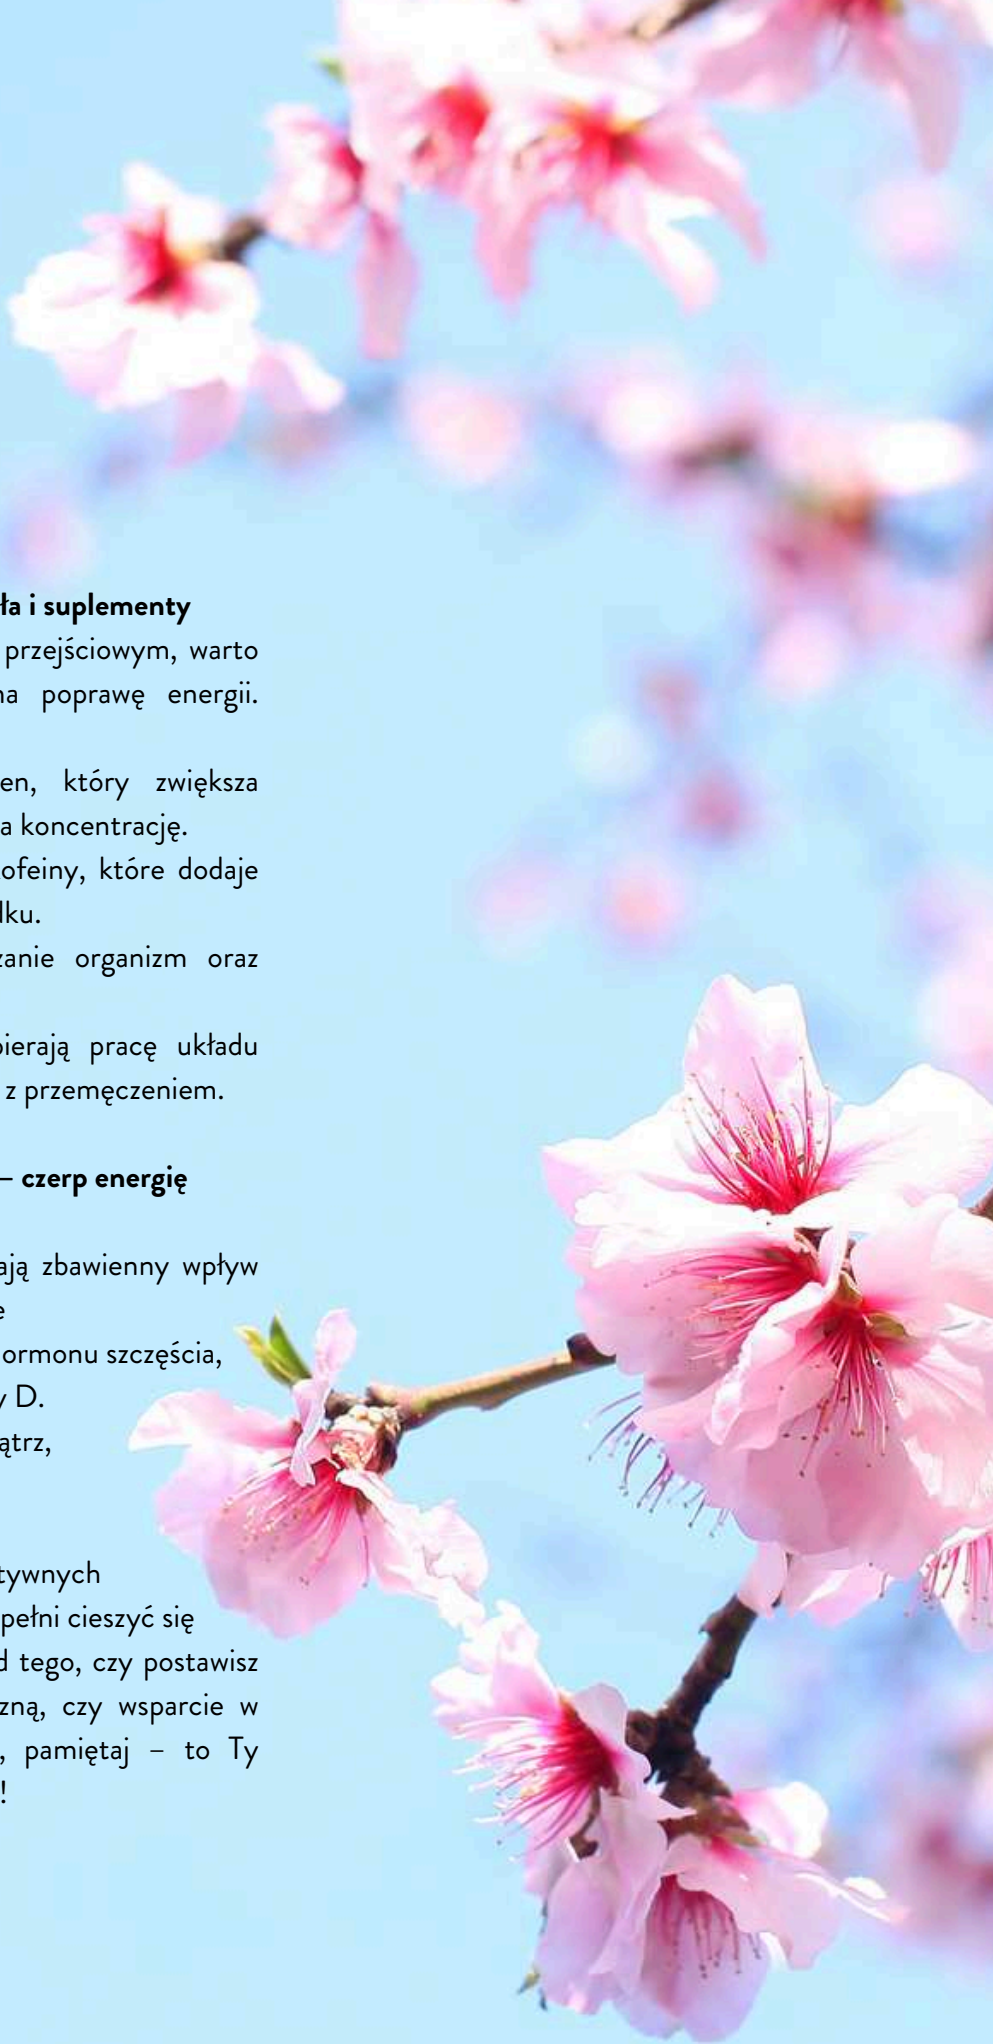 ła i suplementy
przejściowym, warto
na poprawę energii.
en, który zwiększa
a koncentrację.
ofeiny, które dodaje
dku.
zanie organizm oraz
pierają pracę układu
z przemęczeniem.
– czerp energię
ają zbawienny wpływ
e
ormonu szczęścia,
y D.
ątrz,
tywnych
pełni cieszyć się
d tego, czy postawisz
zną, czy wsparcie w
, pamiętaj – to Ty
!